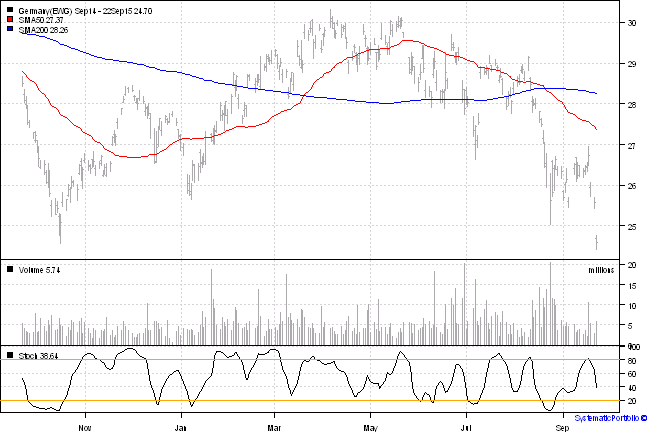 Germany(EWG) Sep14 - 22Sep15 24.70
SMA50 27.37
SMA200 28.26
30
29
28
27
26
25
Volume 5.74
millions
20
15
10
5
0
Stoch 38.64
100
80
60
40
20
Nov
Jan
Mar
May
Jul
Sep
SystematicPortfolio ©